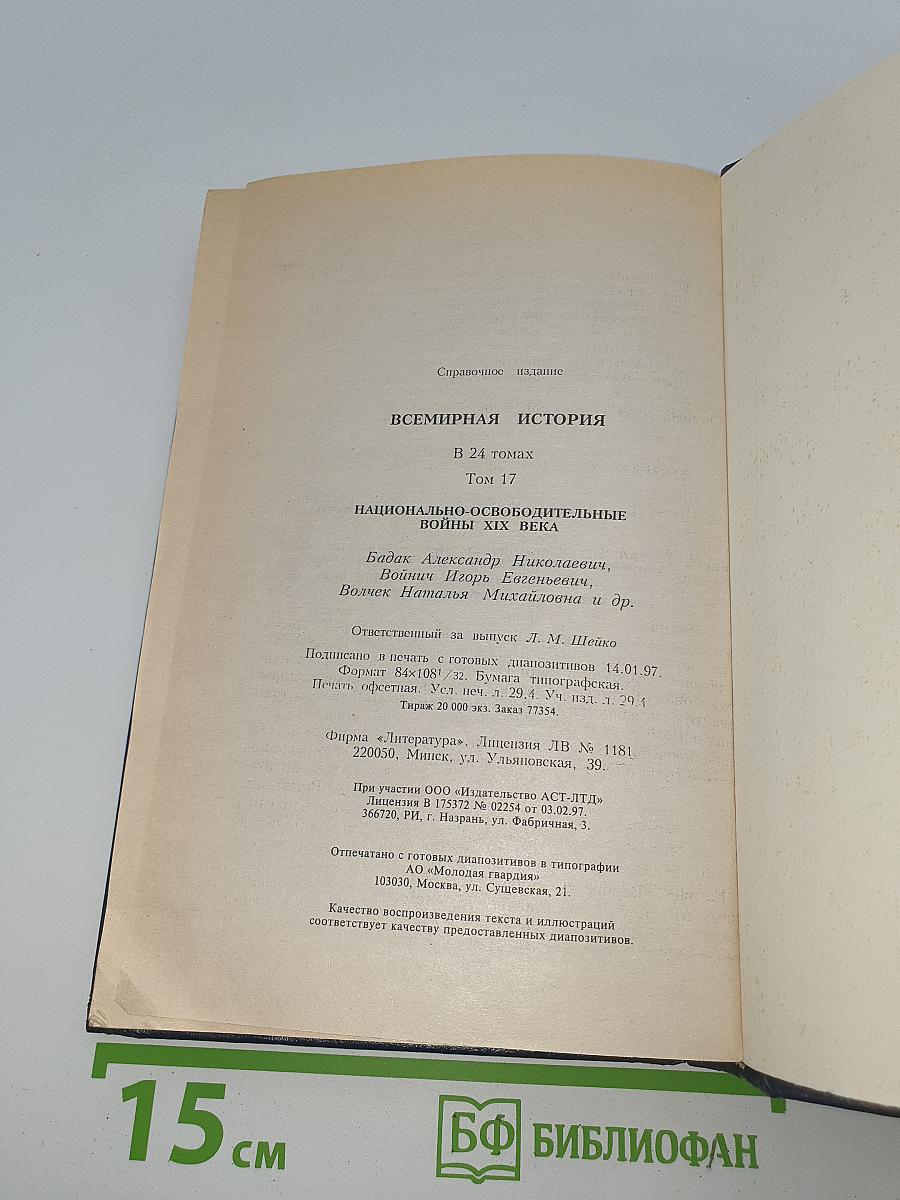 Справочное издание
ВСЕМИРНАЯ ИСТОРИЯ
В 24 томах
Том 17
НАЦИОНАЛЬНО-ОСВОБОДИТЕЛЬНЫЕ
ВОЙНЫ XIX ВЕКА
Бадак Александр Николаевич,
Войнич Игорь Евгеньевич,
Волчек Наталья Михайловна и др.
Ответственный за выпуск Л. М. Шейко
Подписано в печать с готовых диапозитивов 14.01.97.
Формат 84×108¹/32. Бумага типографская.
Печать офсетная. Усл. печ. л. 29,4. Уч. изд. л. 29,4
Тираж 20 000 экз. Заказ 77354.
Фирма «Литература». Лицензия ЛВ № 1181.
220050, Минск, ул. Ульяновская, 39.
При участии ООО «Издательство АСТ-ЛТД»
Лицензия В 175372 № 02254 от 03.02.97.
366720, РИ, г. Назрань, ул. Фабричная, 3.
Отпечатано с готовых диапозитивов в типографии
АО «Молодая гвардия»
103030, Москва, ул. Сущевская, 21.
Качество воспроизведения текста и иллюстраций
соответствует качеству предоставленных диапозитивов.
15 см
БФ БИБЛИОФАН